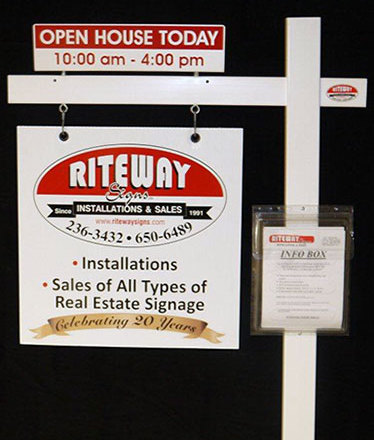 OPEN HOUSE TODAY
10:00 am - 4:00 pm
RITEWAY
RITEWAY
Signs
INSTALLATIONS & SALES
Since 1991
www.ritewaysigns.com
236-3432 • 650-6489
• Installations
• Sales of All Types of
Real Estate Signage
Celebrating 20 Years
RITEWAY
INFO BOX